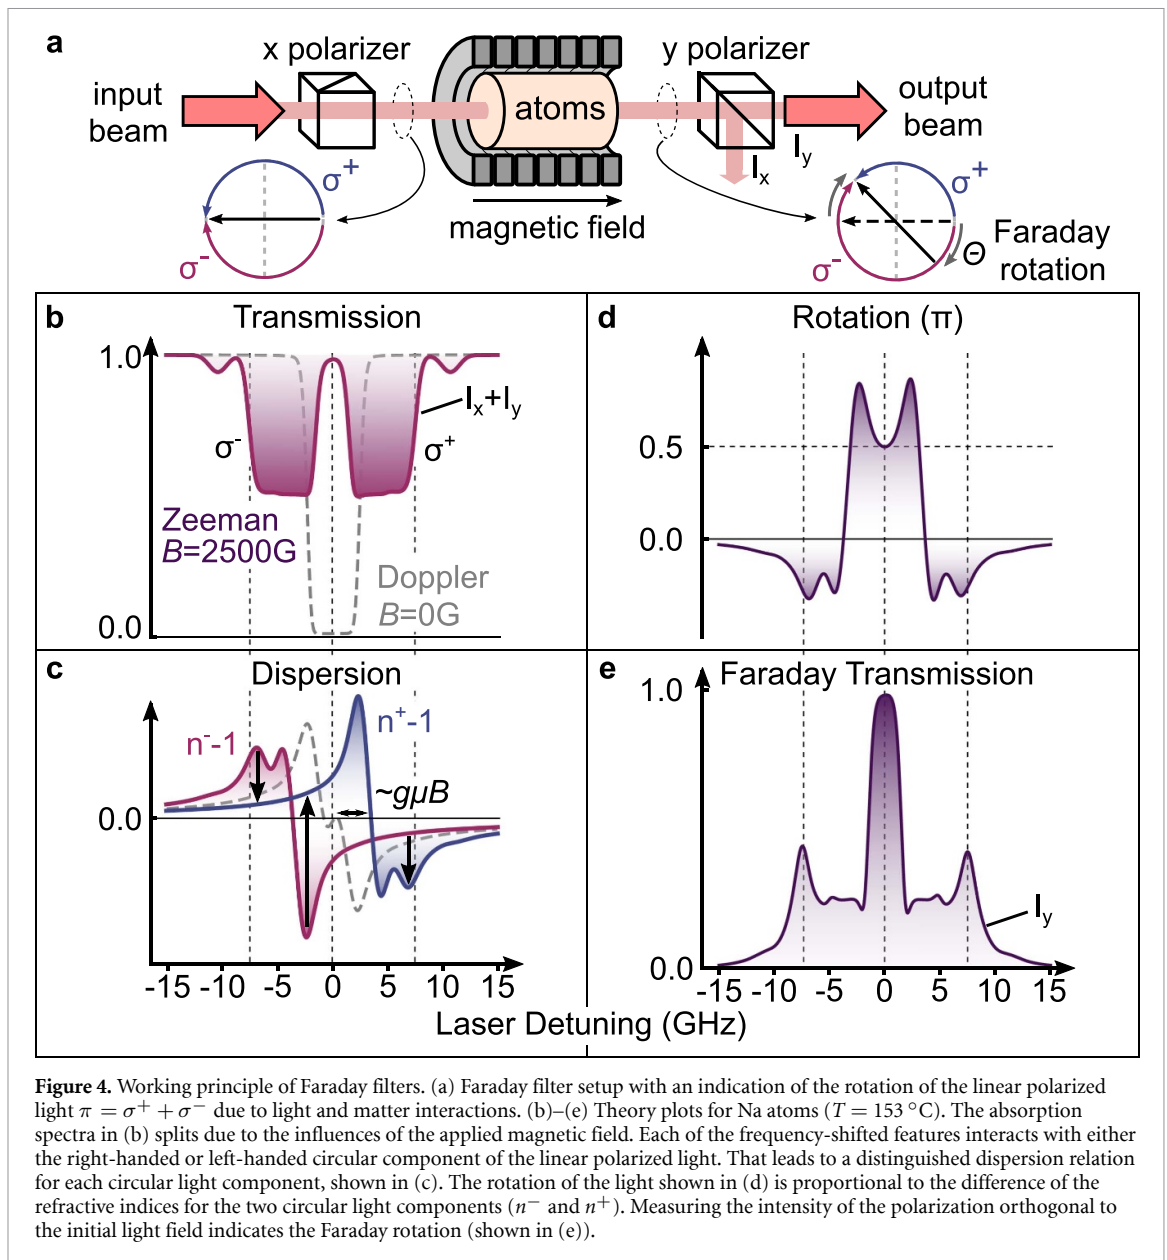 a
x polarizer
y polarizer
input
beam
atoms
output
beam
I_x
I_y
σ⁺
σ⁻
magnetic field
σ⁺
σ⁻
Θ
Faraday
rotation
b
Transmission
1.0
I_x+I_y
σ⁻
σ⁺
Zeeman
B=2500G
Doppler
B=0G
0.0
d
Rotation (π)
0.5
0.0
c
Dispersion
n⁻-1
n⁺-1
~gμB
0.0
-15 -10 -5 0 5 10 15
e
Faraday Transmission
1.0
I_y
0.0
-15 -10 -5 0 5 10 15
Laser Detuning (GHz)
Figure 4. Working principle of Faraday filters. (a) Faraday filter setup with an indication of the rotation of the linear polarized
light π = σ⁺ + σ⁻ due to light and matter interactions. (b)–(e) Theory plots for Na atoms (T = 153 °C). The absorption
spectra in (b) splits due to the influences of the applied magnetic field. Each of the frequency-shifted features interacts with either
the right-handed or left-handed circular component of the linear polarized light. That leads to a distinguished dispersion relation
for each circular light component, shown in (c). The rotation of the light shown in (d) is proportional to the difference of the
refractive indices for the two circular light components (n⁻ and n⁺). Measuring the intensity of the polarization orthogonal to
the initial light field indicates the Faraday rotation (shown in (e)).